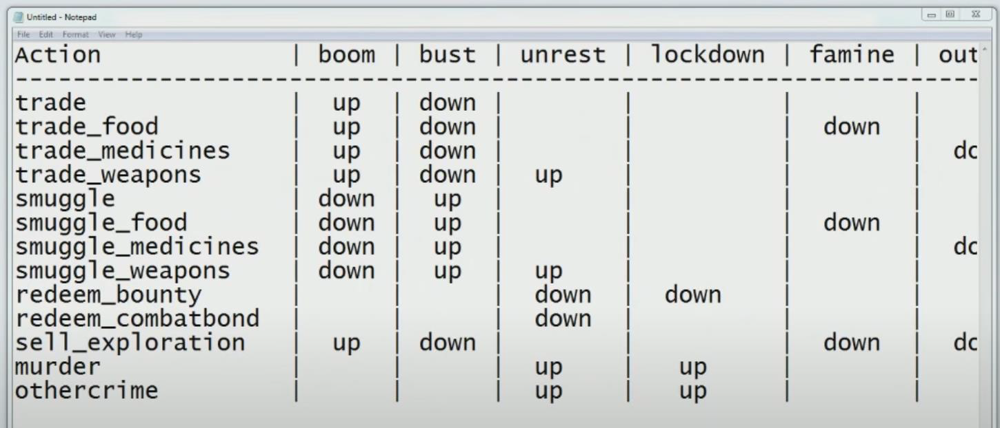 Untitled - Notepad
File Edit Format View Help
Action | boom | bust | unrest | lockdown | famine | out
--------------------------------------------------------------------
trade | up | down | | | |
trade_food | up | down | | | down |
trade_medicines | up | down | | | | do
trade_weapons | up | down | up | | |
smuggle | down | up | | | |
smuggle_food | down | up | | | down |
smuggle_medicines | down | up | | | | do
smuggle_weapons | down | up | up | | |
redeem_bounty | | | down | down | |
redeem_combatbond | | | down | | |
sell_exploration | up | down | | | down | do
murder | | | up | up | |
othercrime | | | up | up | |